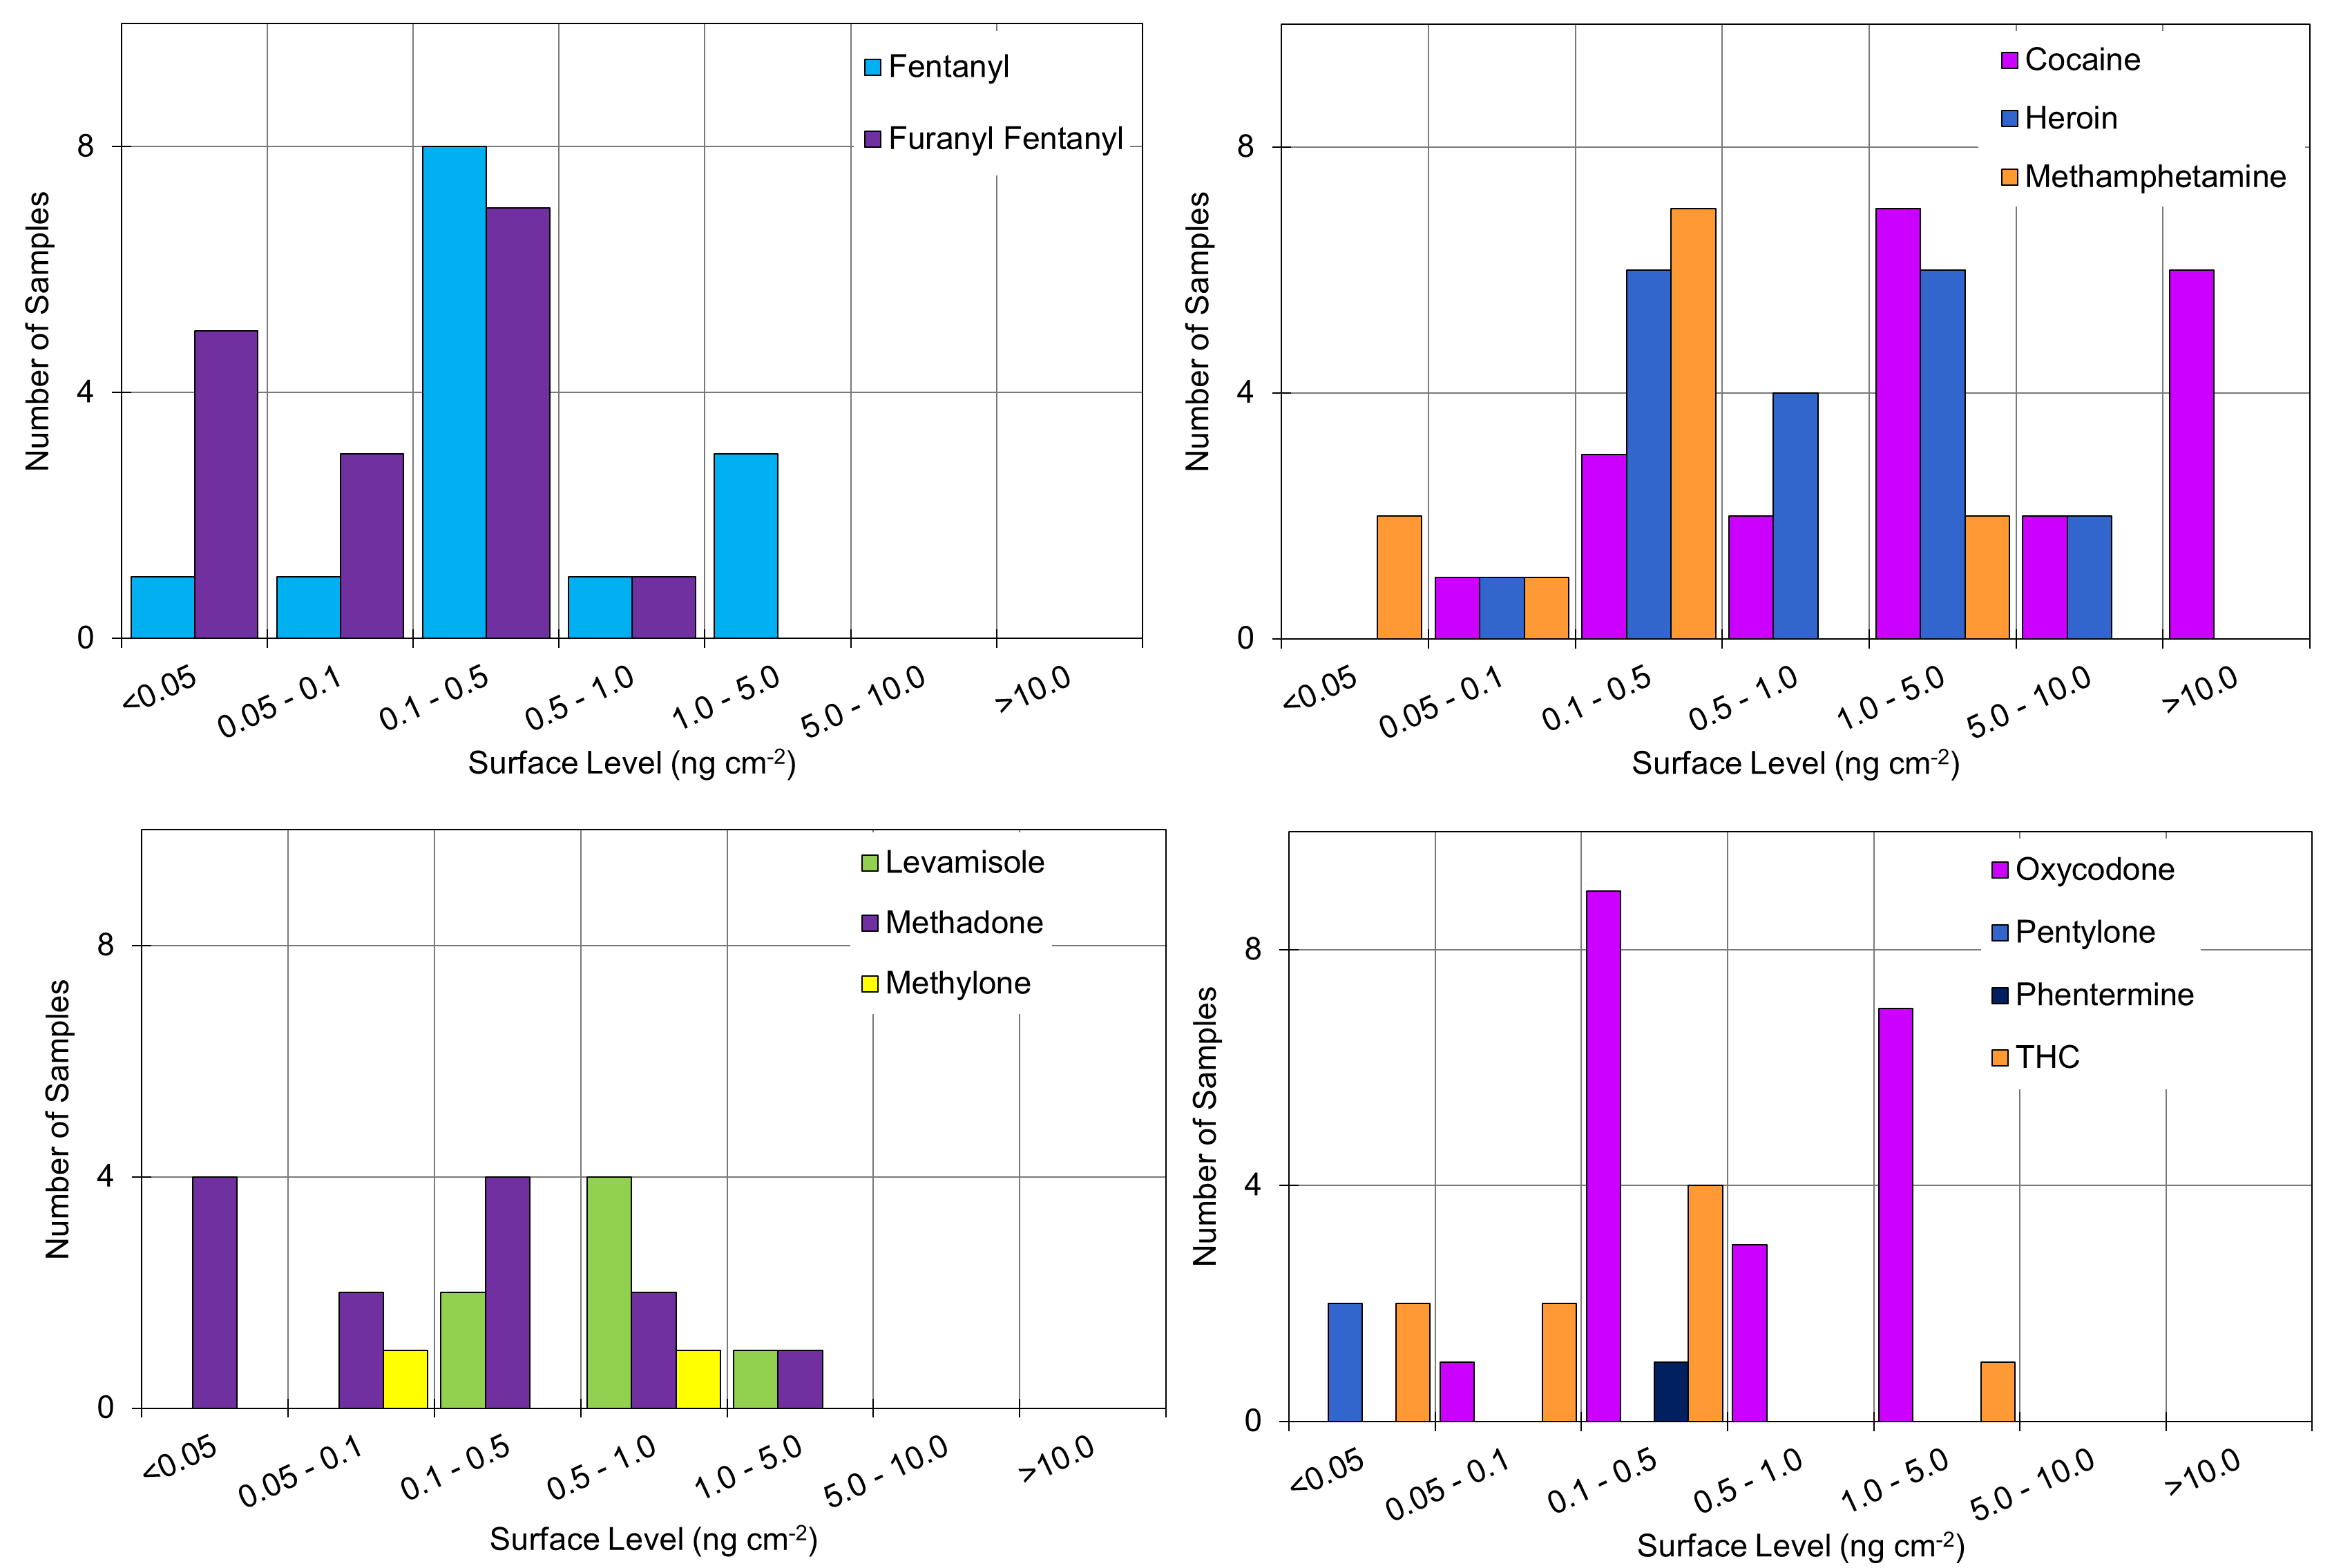 Fentanyl
Furanyl Fentanyl
Number of Samples
8
4
0
<0.05
0.05 - 0.1
0.1 - 0.5
0.5 - 1.0
1.0 - 5.0
5.0 - 10.0
>10.0
Surface Level (ng cm-2)
Cocaine
Heroin
Methamphetamine
Number of Samples
8
4
0
<0.05
0.05 - 0.1
0.1 - 0.5
0.5 - 1.0
1.0 - 5.0
5.0 - 10.0
>10.0
Surface Level (ng cm-2)
Levamisole
Methadone
Methylone
Number of Samples
8
4
0
<0.05
0.05 - 0.1
0.1 - 0.5
0.5 - 1.0
1.0 - 5.0
5.0 - 10.0
>10.0
Surface Level (ng cm-2)
Oxycodone
Pentylone
Phentermine
THC
Number of Samples
8
4
0
<0.05
0.05 - 0.1
0.1 - 0.5
0.5 - 1.0
1.0 - 5.0
5.0 - 10.0
>10.0
Surface Level (ng cm-2)